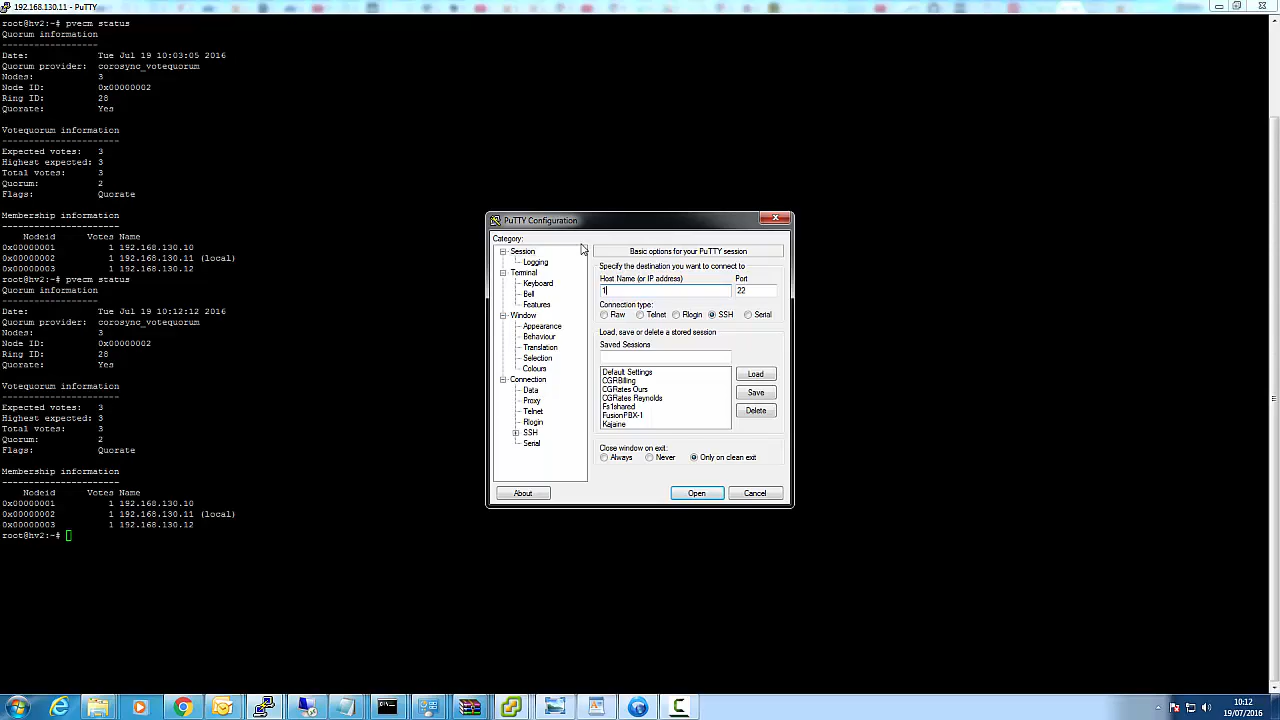 192.168.130.11 - PuTTY
root@hv2:~# pvecm status
Quorum information
------------------
Date: Tue Jul 19 10:03:05 2016
Quorum provider: corosync_votequorum
Nodes: 3
Node ID: 0x00000002
Ring ID: 28
Quorate: Yes
Votequorum information
----------------------
Expected votes: 3
Highest expected: 3
Total votes: 3
Quorum: 2
Flags: Quorate
Membership information
----------------------
Nodeid Votes Name
0x00000001 1 192.168.130.10
0x00000002 1 192.168.130.11 (local)
0x00000003 1 192.168.130.12
root@hv2:~# pvecm status
Quorum information
------------------
Date: Tue Jul 19 10:12:12 2016
Quorum provider: corosync_votequorum
Nodes: 3
Node ID: 0x00000002
Ring ID: 28
Quorate: Yes
Votequorum information
----------------------
Expected votes: 3
Highest expected: 3
Total votes: 3
Quorum: 2
Flags: Quorate
Membership information
----------------------
Nodeid Votes Name
0x00000001 1 192.168.130.10
0x00000002 1 192.168.130.11 (local)
0x00000003 1 192.168.130.12
root@hv2:~#
PuTTY Configuration
Category:
Session
Logging
Terminal
Keyboard
Bell
Features
Window
Appearance
Behaviour
Translation
Selection
Colours
Connection
Data
Proxy
Telnet
Rlogin
SSH
Serial
Basic options for your PuTTY session
Specify the destination you want to connect to
Host Name (or IP address) Port
1 22
Connection type:
Raw Telnet Rlogin SSH Serial
Load, save or delete a stored session
Saved Sessions
Default Settings
CGRBilling
CGRates Ours
CGRates Reynolds
Fs1shared
FusionPBX-1
Kajaine
Load
Save
Delete
Close window on exit:
Always Never Only on clean exit
About Open Cancel
10:12
19/07/2016